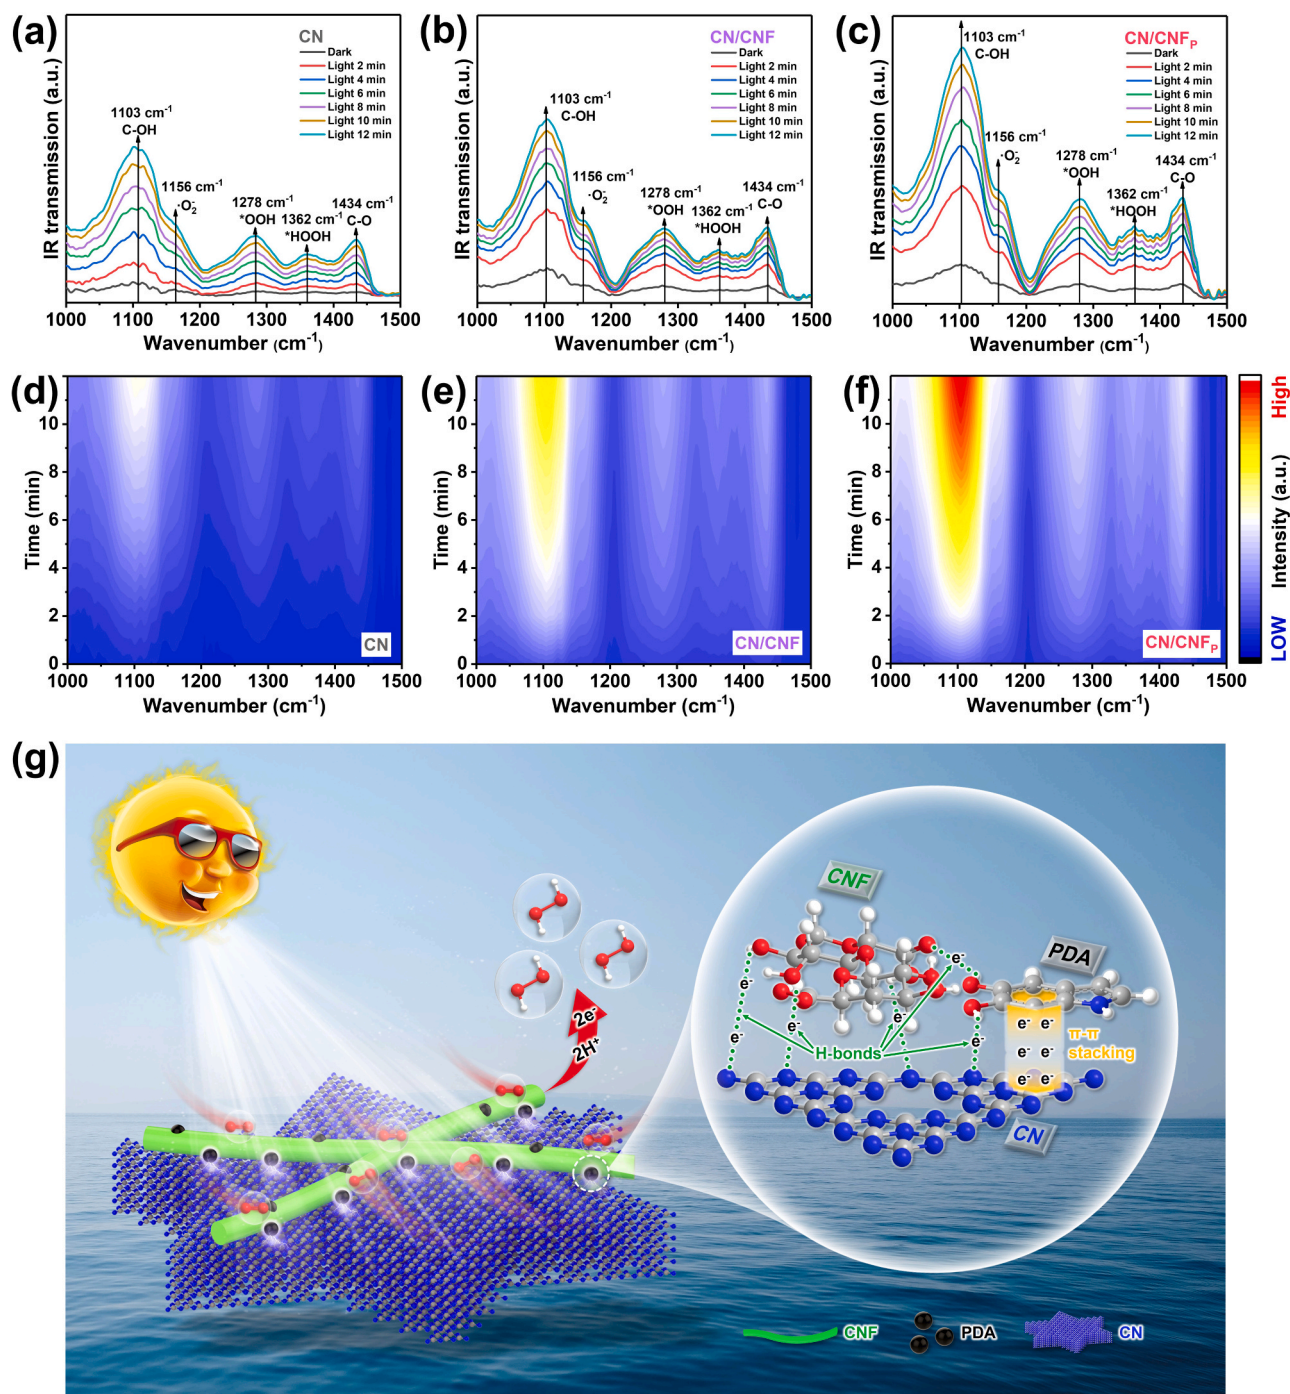 (a)
CN
Dark
Light 2 min
Light 4 min
Light 6 min
Light 8 min
Light 10 min
Light 12 min
1103 cm⁻¹
C-OH
1156 cm⁻¹
·O₂⁻
1278 cm⁻¹
*OOH
1362 cm⁻¹
*HOOH
1434 cm⁻¹
C-O
IR transmission (a.u.)
1000 1100 1200 1300 1400 1500
Wavenumber (cm⁻¹)
(b)
CN/CNF
Dark
Light 2 min
Light 4 min
Light 6 min
Light 8 min
Light 10 min
Light 12 min
1103 cm⁻¹
C-OH
1156 cm⁻¹
·O₂⁻
1278 cm⁻¹
*OOH
1362 cm⁻¹
*HOOH
1434 cm⁻¹
C-O
IR transmission (a.u.)
1000 1100 1200 1300 1400 1500
Wavenumber (cm⁻¹)
(c)
CN/CNFₚ
Dark
Light 2 min
Light 4 min
Light 6 min
Light 8 min
Light 10 min
Light 12 min
1103 cm⁻¹
C-OH
1156 cm⁻¹
·O₂⁻
1278 cm⁻¹
*OOH
1362 cm⁻¹
*HOOH
1434 cm⁻¹
C-O
IR transmission (a.u.)
1000 1100 1200 1300 1400 1500
Wavenumber (cm⁻¹)
(d)
10
8
6
4
2
0
Time (min)
CN
1000 1100 1200 1300 1400 1500
Wavenumber (cm⁻¹)
(e)
10
8
6
4
2
0
Time (min)
CN/CNF
1000 1100 1200 1300 1400 1500
Wavenumber (cm⁻¹)
(f)
10
8
6
4
2
0
Time (min)
CN/CNFₚ
1000 1100 1200 1300 1400 1500
Wavenumber (cm⁻¹)
LOW Intensity (a.u.) High
(g)
2e⁻
2H⁺
CNF
PDA
e⁻
e⁻
e⁻
e⁻
e⁻
e⁻
H-bonds
e⁻ e⁻
e⁻ e⁻
e⁻ e⁻
π-π
stacking
CN
CNF
PDA
CN